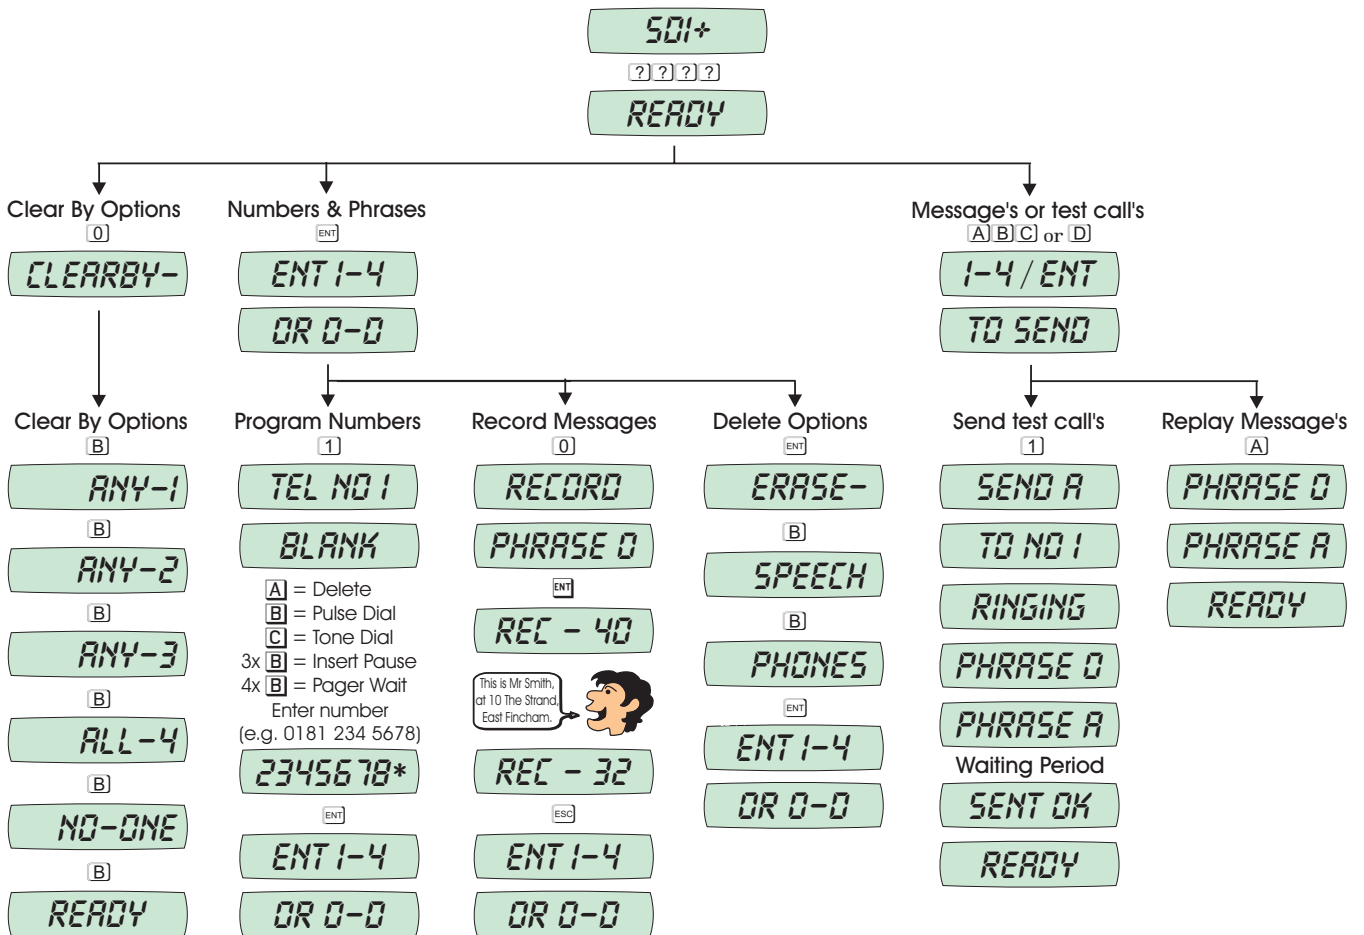 SD1+
? ? ? ?
READY
Clear By Options
0
CLEARBY-
Numbers & Phrases
ENT
ENT 1-4
OR 0-D
Message's or test call's
A B C or D
1-4 / ENT
TO SEND
Clear By Options
B
ANY-1
B
ANY-2
B
ANY-3
B
ALL-4
B
NO-ONE
B
READY
Program Numbers
1
TEL NO 1
BLANK
A = Delete
B = Pulse Dial
C = Tone Dial
3x B = Insert Pause
4x B = Pager Wait
Enter number
(e.g. 0181 234 5678)
2345678*
ENT
ENT 1-4
OR 0-D
Record Messages
0
RECORD
PHRASE 0
ENT
REC - 40
This is Mr Smith,
at 10 The Strand,
East Fincham.
REC - 32
ESC
ENT 1-4
OR 0-D
Delete Options
ENT
ERASE-
B
SPEECH
B
PHONES
ENT
ENT 1-4
OR 0-D
Send test call's
1
SEND A
TO NO 1
RINGING
PHRASE 0
PHRASE A
Waiting Period
SENT OK
READY
Replay Message's
A
PHRASE 0
PHRASE A
READY